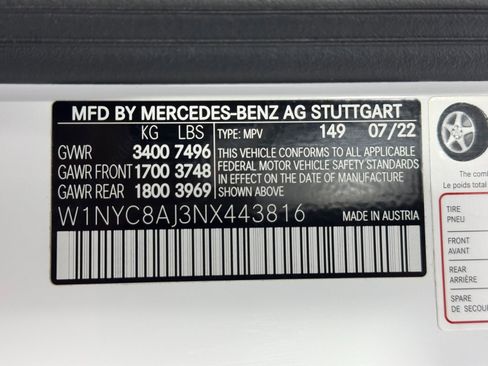 MFD BY MERCEDES-BENZ AG STUTTGART
KG LBS TYPE: MPV 149 07/22
GVWR 3400 7496 THIS VEHICLE CONFORMS TO ALL APPLICABLE
GAWR FRONT 1700 3748 FEDERAL MOTOR VEHICLE SAFETY STANDARDS
GAWR REAR 1800 3969 IN EFFECT ON THE DATE OF MANUFACTURE SHOWN ABOVE.
W1NYC8AJ3NX443816 MADE IN AUSTRIA
The com
Le poids total
TIRE
PNEU
FRONT
AVANT
REAR
ARRIÈRE
SPARE
DE SECOU